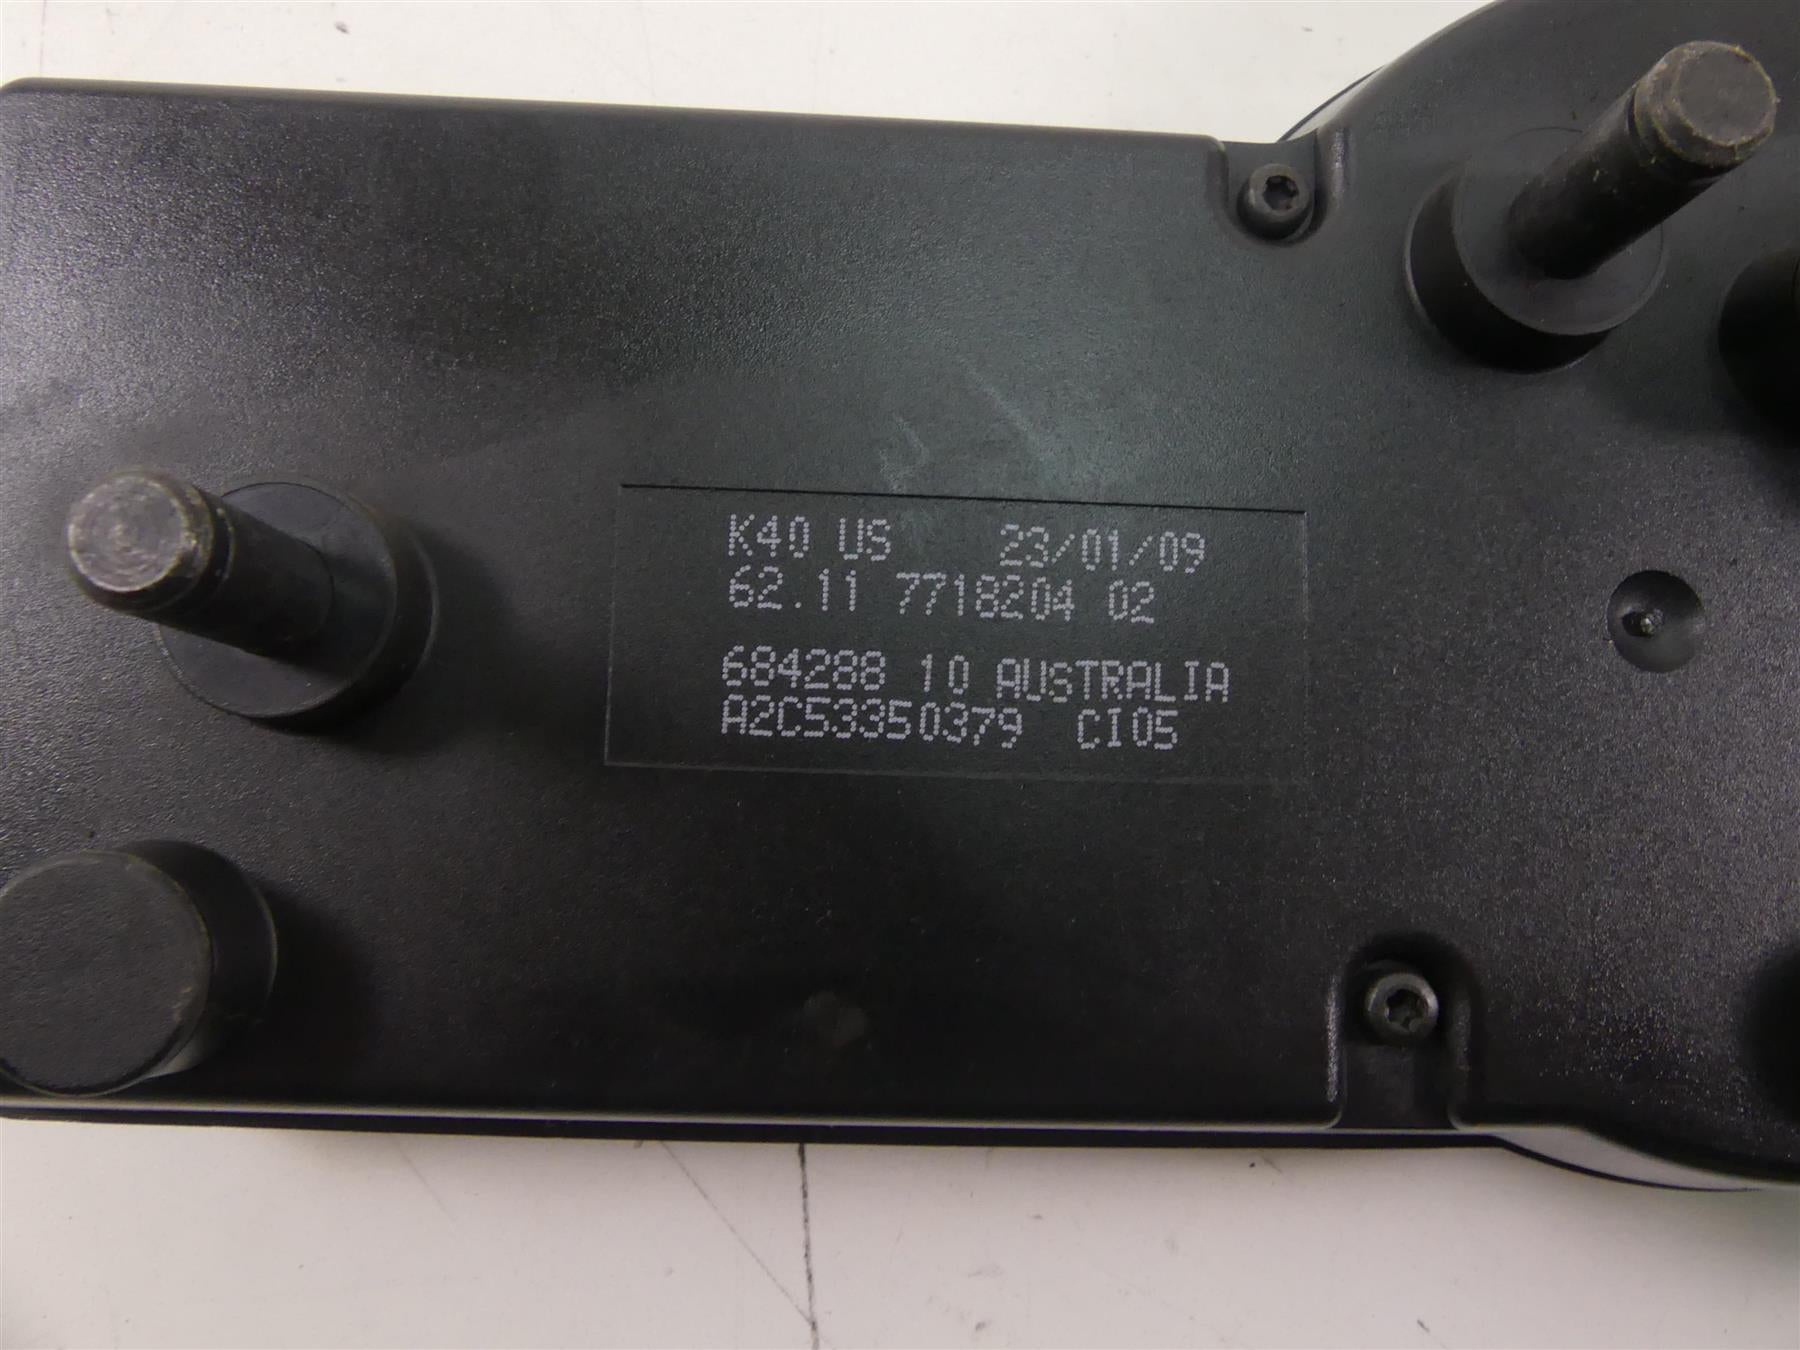 K40 US 23/01/09
62.11 7718204 02
684288 10 AUSTRALIA
A2C53350379 CI05